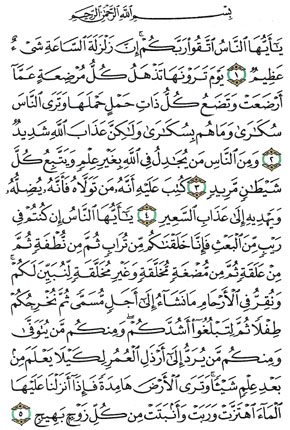 بِسْمِ اللَّهِ الرَّحْمَٰنِ الرَّحِيمِ
يَٰٓأَيُّهَا ٱلنَّاسُ ٱتَّقُواْ رَبَّكُمْۚ إِنَّ زَلْزَلَةَ ٱلسَّاعَةِ شَىْءٌ
عَظِيمٌ ١ يَوْمَ تَرَوْنَهَا تَذْهَلُ كُلُّ مُرْضِعَةٍ عَمَّآ
أَرْضَعَتْ وَتَضَعُ كُلُّ ذَاتِ حَمْلٍ حَمْلَهَا وَتَرَى ٱلنَّاسَ
سُكَٰرَىٰ وَمَا هُم بِسُكَٰرَىٰ وَلَٰكِنَّ عَذَابَ ٱللَّهِ شَدِيدٌ
٢ وَمِنَ ٱلنَّاسِ مَن يُجَٰدِلُ فِى ٱللَّهِ بِغَيْرِ عِلْمٍ وَيَتَّبِعُ كُلَّ
شَيْطَٰنٍ مَّرِيدٍ ٣ كُتِبَ عَلَيْهِ أَنَّهُۥ مَن تَوَلَّاهُ فَأَنَّهُۥ يُضِلُّهُۥ
وَيَهْدِيهِ إِلَىٰ عَذَابِ ٱلسَّعِيرِ ٤ يَٰٓأَيُّهَا ٱلنَّاسُ إِن كُنتُمْ فِى
رَيْبٍ مِّنَ ٱلْبَعْثِ فَإِنَّا خَلَقْنَٰكُم مِّن تُرَابٍ ثُمَّ مِن نُّطْفَةٍ ثُمَّ
مِنْ عَلَقَةٍ ثُمَّ مِن مُّضْغَةٍ مُّخَلَّقَةٍ وَغَيْرِ مُخَلَّقَةٍ لِّنُبَيِّنَ لَكُمْۚ
وَنُقِرُّ فِى ٱلْأَرْحَامِ مَا نَشَآءُ إِلَىٰٓ أَجَلٍ مُّسَمًّى ثُمَّ نُخْرِجُكُمْ
طِفْلًا ثُمَّ لِتَبْلُغُوٓاْ أَشُدَّكُمْۖ وَمِنكُم مَّن يُتَوَفَّىٰ
وَمِنكُم مَّن يُرَدُّ إِلَىٰٓ أَرْذَلِ ٱلْعُمُرِ لِكَيْلَا يَعْلَمَ مِنۢ
بَعْدِ عِلْمٍ شَيْـًٔاۚ وَتَرَى ٱلْأَرْضَ هَامِدَةً فَإِذَآ أَنزَلْنَا عَلَيْهَا
ٱلْمَآءَ ٱهْتَزَّتْ وَرَبَتْ وَأَنۢبَتَتْ مِن كُلِّ زَوْجٍۭ بَهِيجٍ ٥